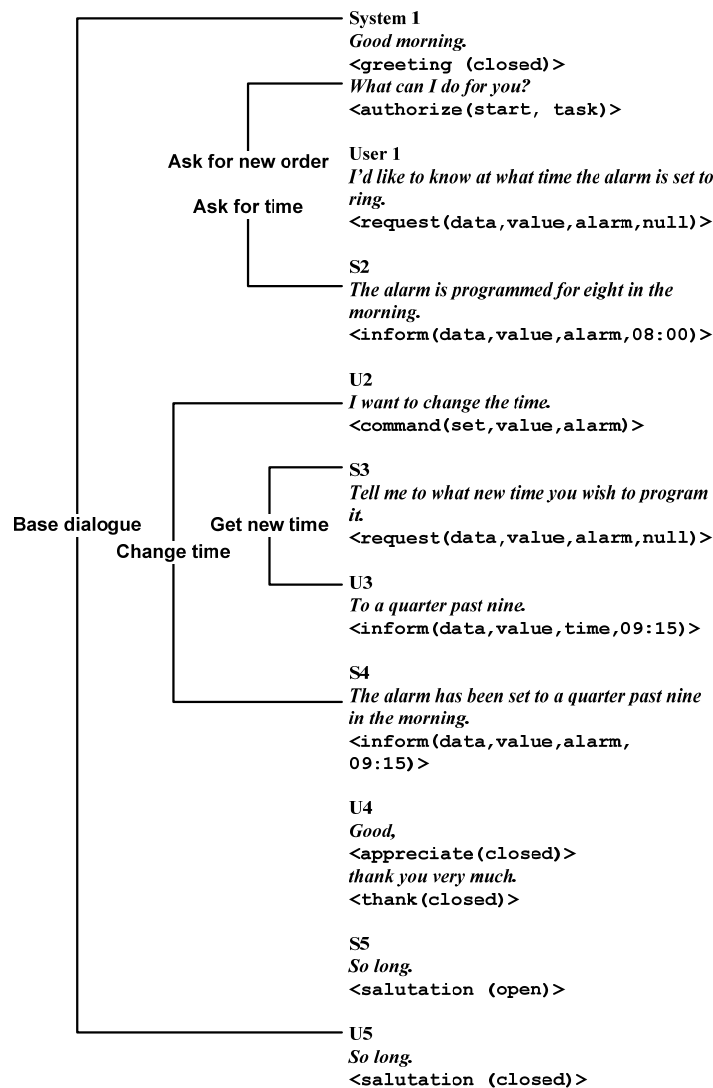 System 1
Good morning.
<greeting (closed)>
What can I do for you?
<authorize(start, task)>
Ask for new order
User 1
I'd like to know at what time the alarm is set to
ring.
<request(data,value,alarm,null)>
Ask for time
S2
The alarm is programmed for eight in the
morning.
<inform(data,value,alarm,08:00)>
U2
I want to change the time.
<command(set,value,alarm)>
S3
Tell me to what new time you wish to program
it.
<request(data,value,alarm,null)>
Base dialogue
Change time
Get new time
U3
To a quarter past nine.
<inform(data,value,time,09:15)>
S4
The alarm has been set to a quarter past nine
in the morning.
<inform(data,value,alarm,
09:15)>
U4
Good,
<appreciate(closed)>
thank you very much.
<thank(closed)>
S5
So long.
<salutation (open)>
U5
So long.
<salutation (closed)>